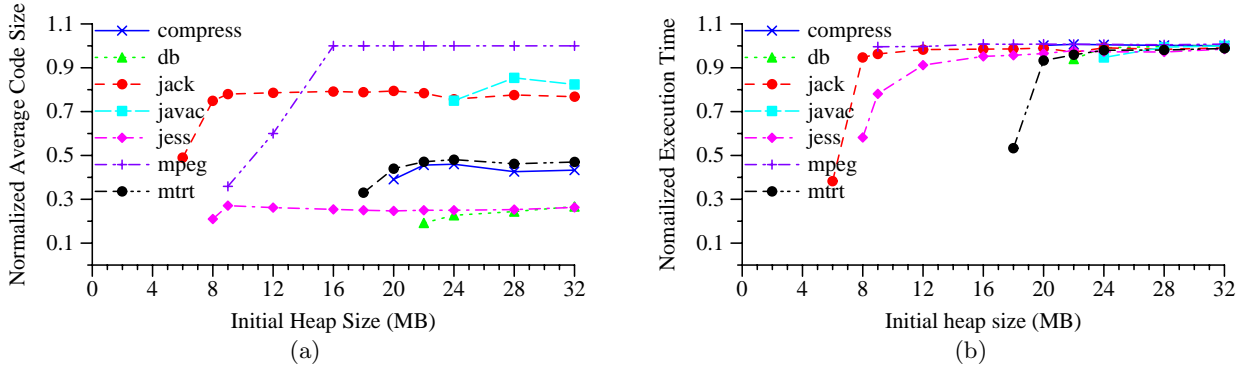 Normalized Average Code Size
1.1
0.9
0.7
0.5
0.3
0.1
compress
db
jack
javac
jess
mpeg
mtrt
0 4 8 12 16 20 24 28 32
Initial Heap Size (MB)
(a)
Nomailized Execution Time
1.1
0.9
0.7
0.5
0.3
0.1
compress
db
jack
javac
jess
mpeg
mtrt
0 4 8 12 16 20 24 28 32
Initial heap size (MB)
(b)